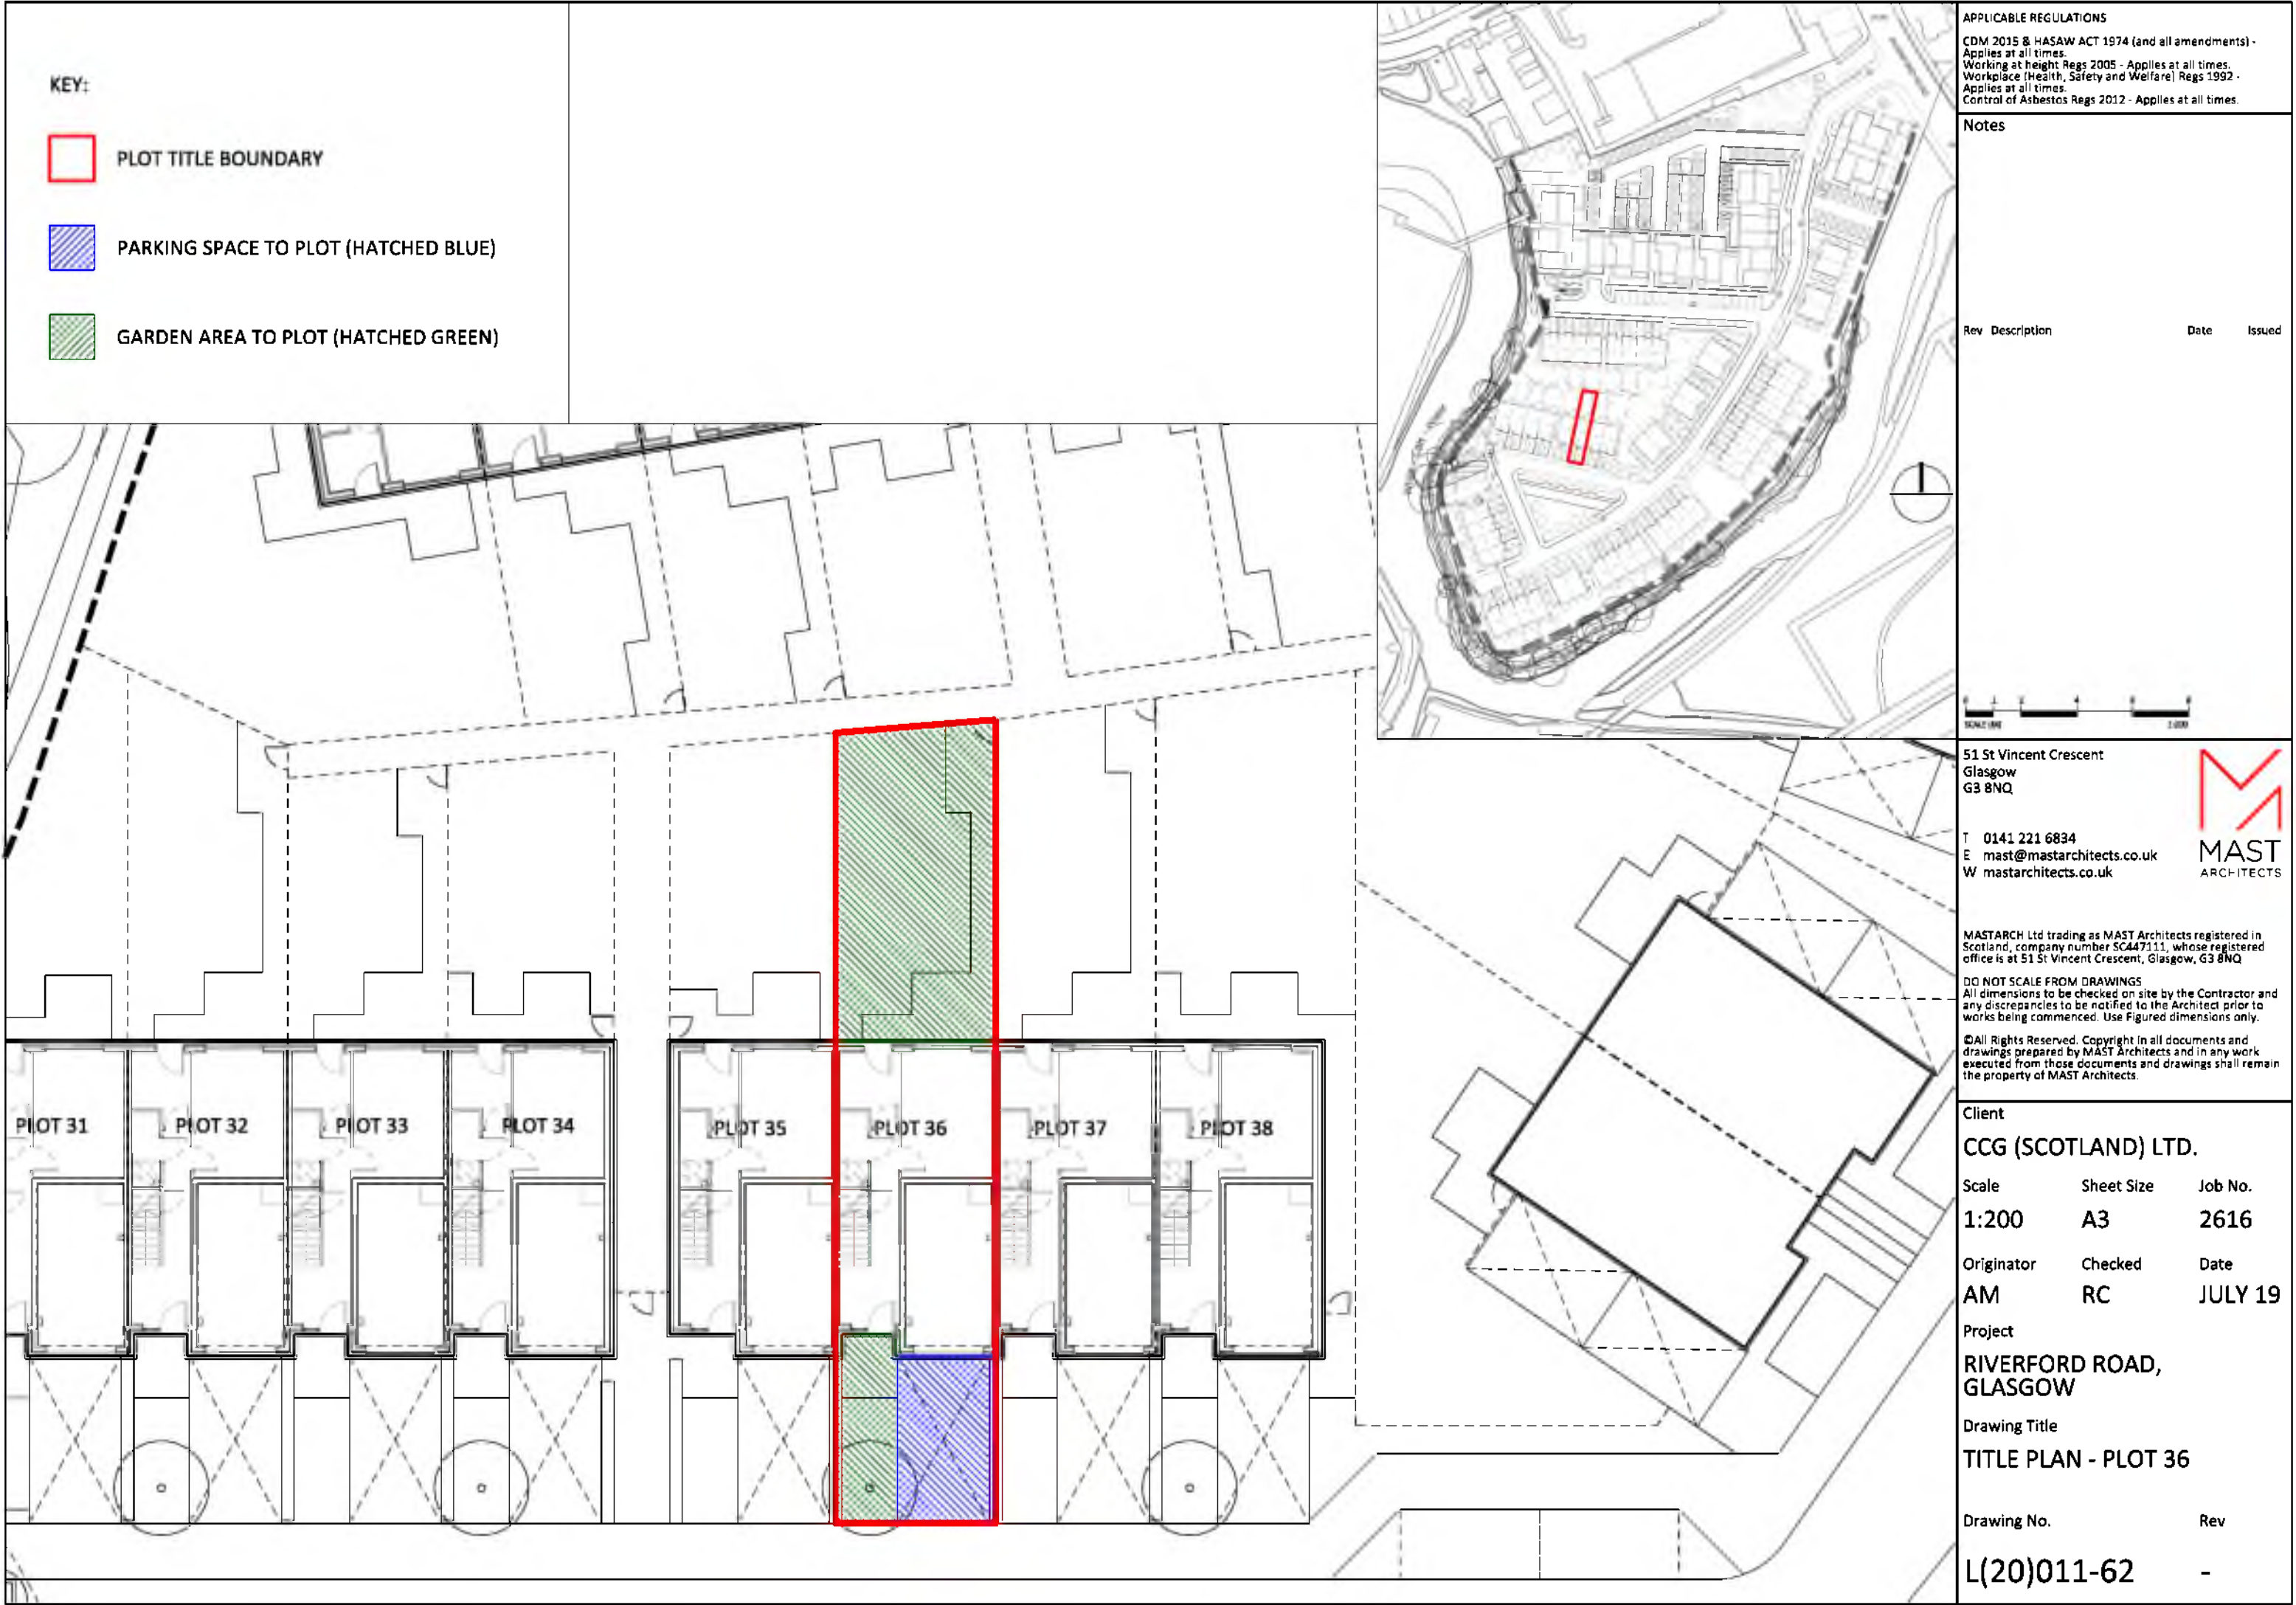 KEY:
PLOT TITLE BOUNDARY
PARKING SPACE TO PLOT (HATCHED BLUE)
GARDEN AREA TO PLOT (HATCHED GREEN)
PLOT 31
PLOT 32
PLOT 33
PLOT 34
PLOT 35
PLOT 36
PLOT 37
PLOT 38
APPLICABLE REGULATIONS
CDM 2015 & HASAW ACT 1974 (and all amendments) -
Applies at all times.
Working at height Regs 2005 - Applies at all times.
Workplace (Health, Safety and Welfare) Regs 1992 -
Applies at all times.
Control of Asbestos Regs 2012 - Applies at all times.
Notes
Rev Description Date Issued
51 St Vincent Crescent
Glasgow
G3 8NQ
T 0141 221 6834
E mast@mastarchitects.co.uk
W mastarchitects.co.uk
MAST
ARCHITECTS
MASTARCH Ltd trading as MAST Architects registered in
Scotland, company number SC447111, whose registered
office is at 51 St Vincent Crescent, Glasgow, G3 8NQ
DO NOT SCALE FROM DRAWINGS
All dimensions to be checked on site by the Contractor and
any discrepancies to be notified to the Architect prior to
works being commenced. Use Figured dimensions only.
©All Rights Reserved. Copyright in all documents and
drawings prepared by MAST Architects and in any work
executed from those documents and drawings shall remain
the property of MAST Architects.
Client
CCG (SCOTLAND) LTD.
Scale Sheet Size Job No.
1:200 A3 2616
Originator Checked Date
AM RC JULY 19
Project
RIVERFORD ROAD,
GLASGOW
Drawing Title
TITLE PLAN - PLOT 36
Drawing No. Rev
L(20)011-62 -